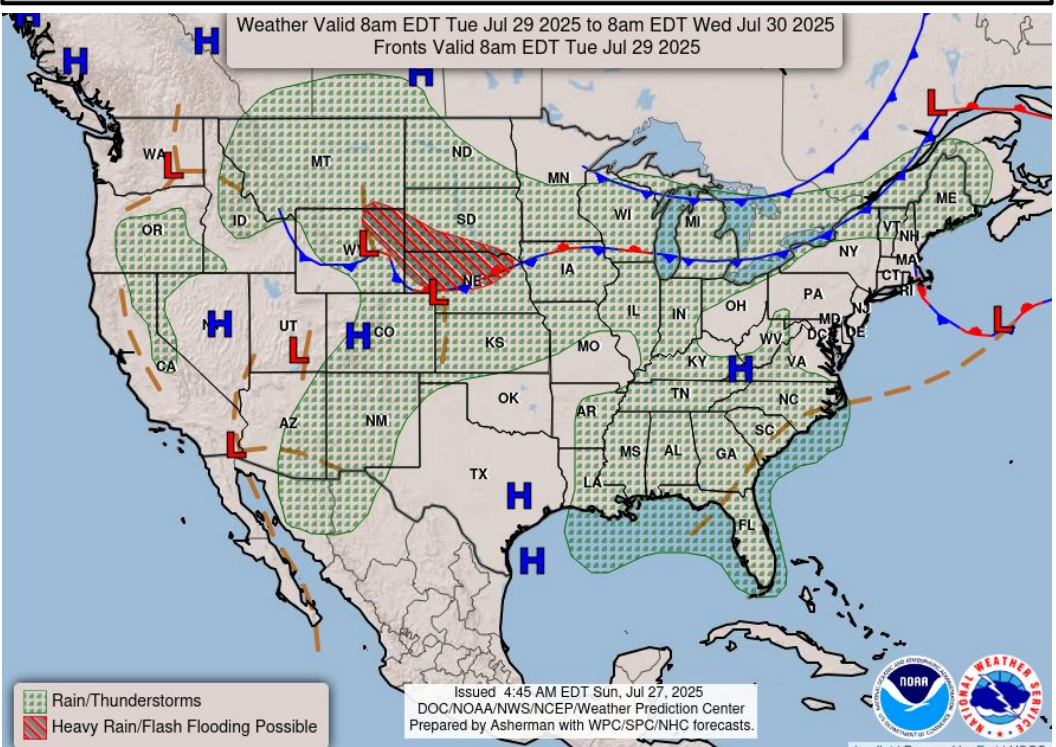 Weather Valid 8am EDT Tue Jul 29 2025 to 8am EDT Wed Jul 30 2025
Fronts Valid 8am EDT Tue Jul 29 2025
H
H
H
H
L
L
WA
MT
ND
MN
ME
ID
SD
WI
MI
VT
NH
OR
WY
L
NY
MA
IA
NE
CT
RI
L
PA
NJ
OH
L
H
UT
H
CO
IL
IN
MD
DE
DC
WV
L
KS
MO
KY
H
VA
CA
TN
NC
OK
AR
AZ
NM
SC
L
MS
AL
GA
TX
LA
H
FL
H
Rain/Thunderstorms
Heavy Rain/Flash Flooding Possible
Issued 4:45 AM EDT Sun, Jul 27, 2025
DOC/NOAA/NWS/NCEP/Weather Prediction Center
Prepared by Asherman with WPC/SPC/NHC forecasts.
NOAA
NATIONAL WEATHER SERVICE